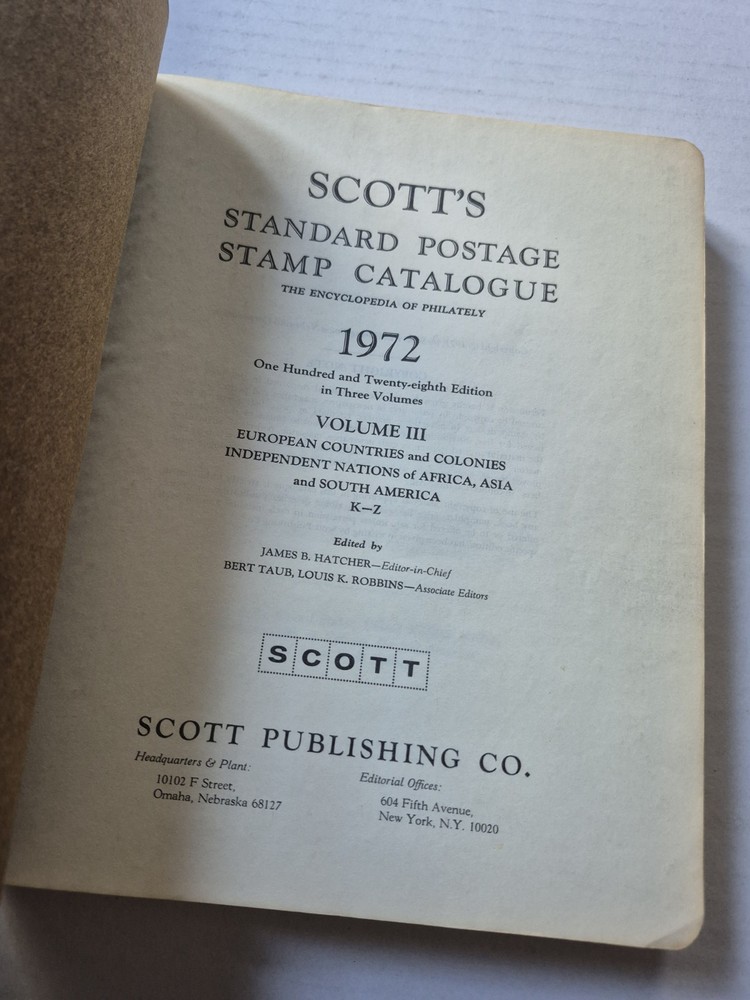 SCOTT'S
STANDARD POSTAGE
STAMP CATALOGUE
THE ENCYCLOPEDIA OF PHILATELY
1972
One Hundred and Twenty-eighth Edition
in Three Volumes
VOLUME III
EUROPEAN COUNTRIES and COLONIES
INDEPENDENT NATIONS of AFRICA, ASIA
and SOUTH AMERICA
K—Z
Edited by
JAMES B. HATCHER—Editor-in-Chief
BERT TAUB, LOUIS K. ROBBINS—Associate Editors
SCOTT
SCOTT PUBLISHING CO.
Headquarters & Plant:
10102 F Street,
Omaha, Nebraska 68127
Editorial Offices:
604 Fifth Avenue,
New York, N.Y. 10020